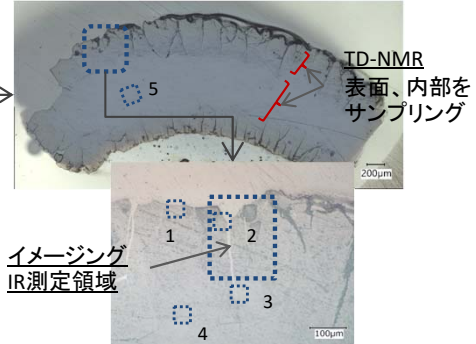 5
TD-NMR
表面、内部を
サンプリング
200μm
1
2
イメージング
IR測定領域
3
4
100μm